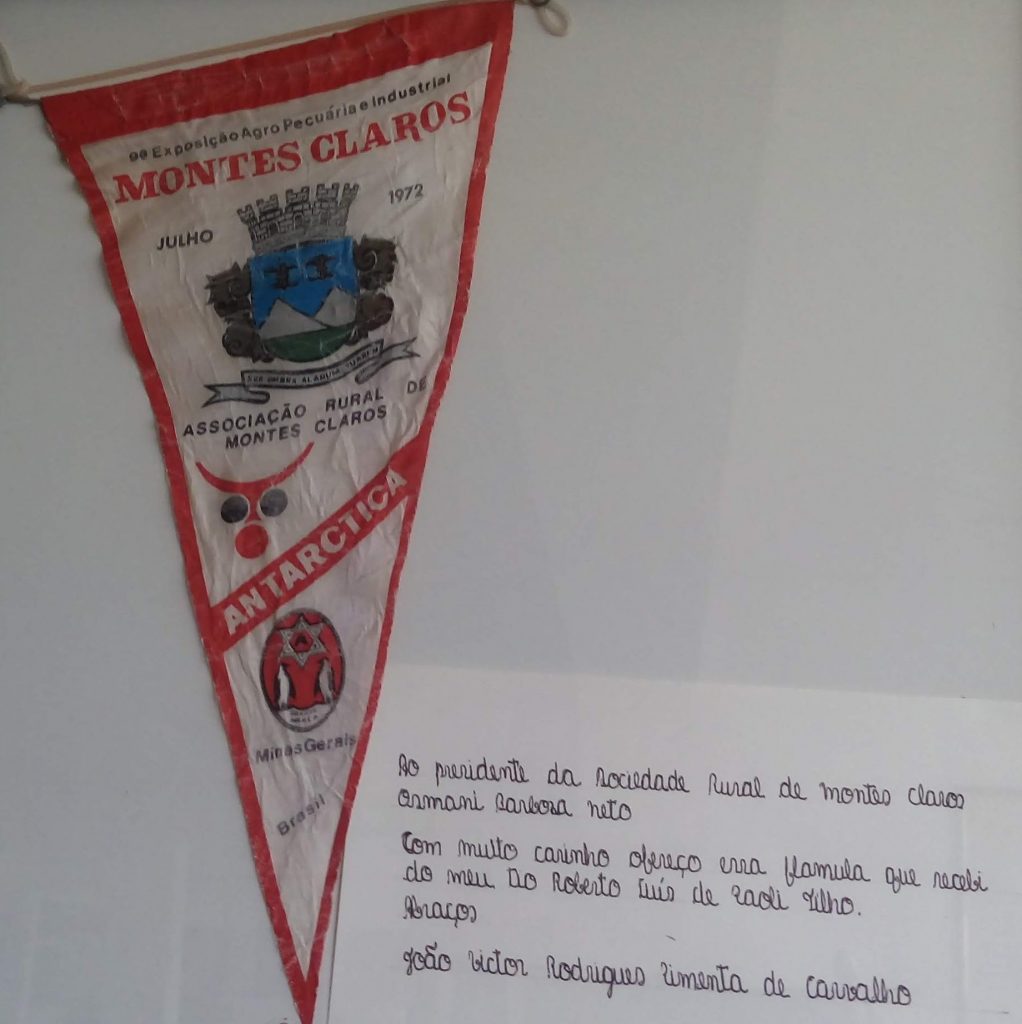 9ª Exposição Agro Pecuária e Industrial
MONTES CLAROS
JULHO
1972
ASSOCIAÇÃO RURAL DE
MONTES CLAROS
ANTARCTICA
Minas Gerais
Brasil
Ao presidente da sociedade Rural de montes claros
Osmani Barbosa neto
Com muito carinho ofereço essa flamula que recebi
do meu Do Roberto Luís de Paoli Filho.
Abraços
João Victor Rodrigues Pimenta de Carvalho